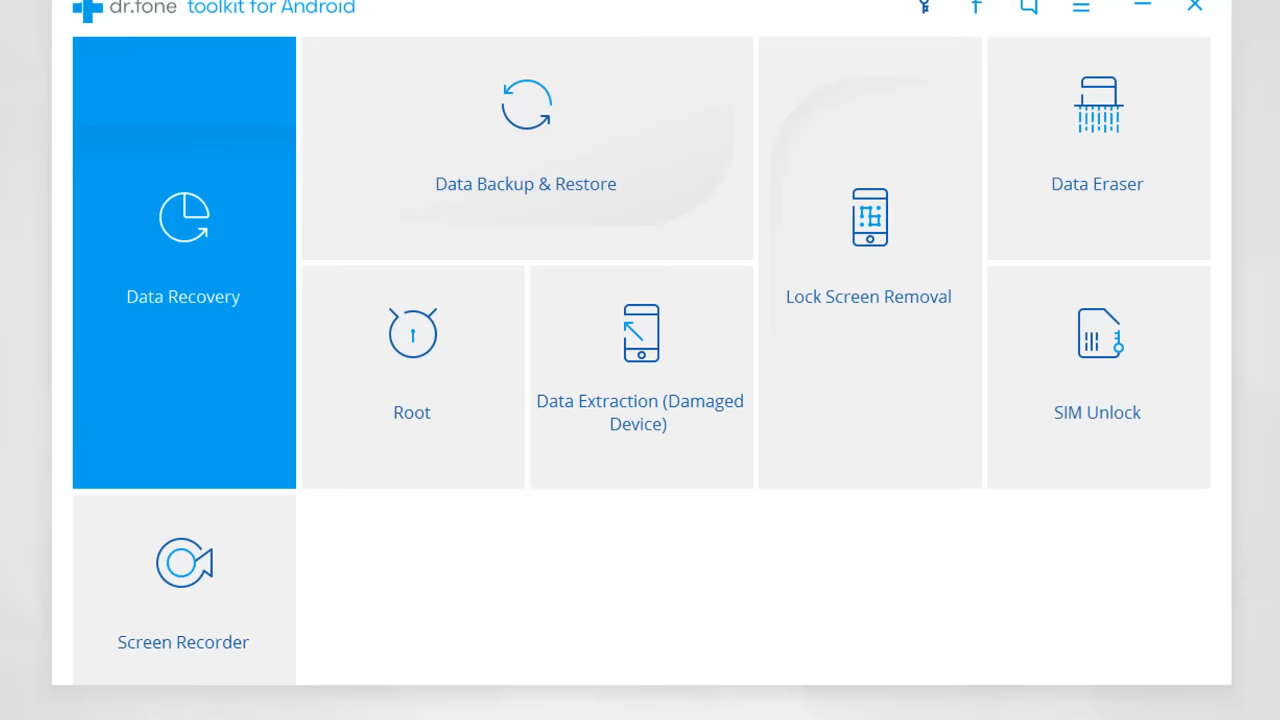 dr.fone toolkit for Android
Data Backup & Restore
Data Eraser
Data Recovery
Lock Screen Removal
Root
Data Extraction (Damaged
Device)
SIM Unlock
Screen Recorder